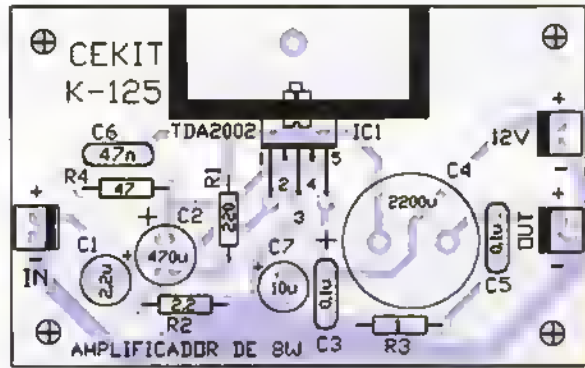 CEKIT
K-125
C6
47n
R4
47
TDA2002
IC1
1
5
2
4
3
R1
220
12V
+
-
C4
2200u
+
IN
-
C1
2.2u
+
C2
470u
+
C7
10u
+
C3
0.1u
+
C5
0.1u
+
OUT
-
2.2
R2
R3
AMPLIFICADOR DE 8W